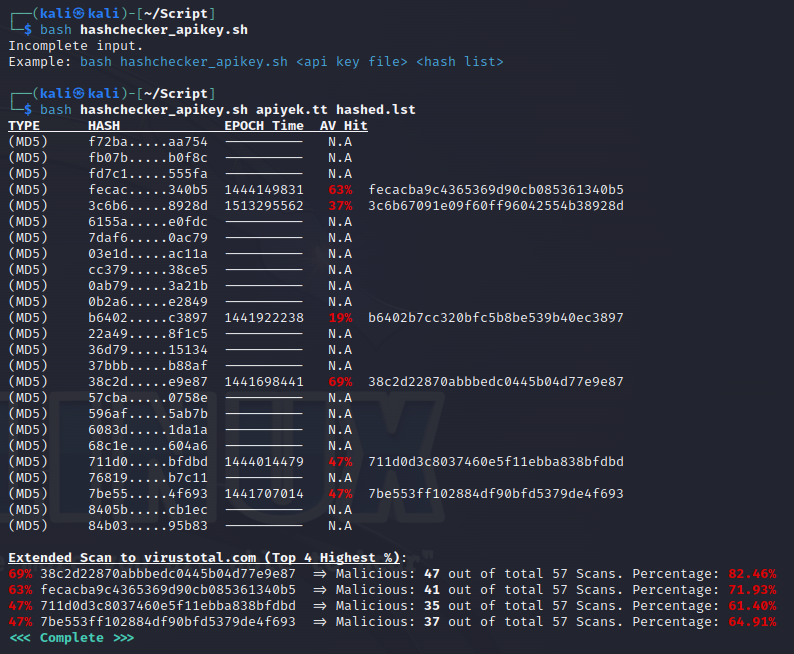 ┌──(kali㉿kali)-[~/Script]
└─$ bash hashchecker_apikey.sh
Incomplete input.
Example: bash hashchecker_apikey.sh <api key file> <hash list>
┌──(kali㉿kali)-[~/Script]
└─$ bash hashchecker_apikey.sh apiyek.tt hashed.lst
TYPE HASH EPOCH Time AV Hit
(MD5) f72ba.....aa754 ────────── N.A
(MD5) fb07b.....b0f8c ────────── N.A
(MD5) fd7c1.....555fa ────────── N.A
(MD5) fecac.....340b5 1444149831 63% fecacba9c4365369d90cb085361340b5
(MD5) 3c6b6.....8928d 1513295562 37% 3c6b67091e09f60ff96042554b38928d
(MD5) 6155a.....e0fdc ────────── N.A
(MD5) 7daf6.....0ac79 ────────── N.A
(MD5) 03e1d.....ac11a ────────── N.A
(MD5) cc379.....38ce5 ────────── N.A
(MD5) 0ab79.....3a21b ────────── N.A
(MD5) 0b2a6.....e2849 ────────── N.A
(MD5) b6402.....c3897 1441922238 19% b6402b7cc320bfc5b8be539b40ec3897
(MD5) 22a49.....8f1c5 ────────── N.A
(MD5) 36d79.....15134 ────────── N.A
(MD5) 37bbb.....b88af ────────── N.A
(MD5) 38c2d.....e9e87 1441698441 69% 38c2d22870abbbedc0445b04d77e9e87
(MD5) 57cba.....0758e ────────── N.A
(MD5) 596af.....5ab7b ────────── N.A
(MD5) 6083d.....1da1a ────────── N.A
(MD5) 68c1e.....604a6 ────────── N.A
(MD5) 711d0.....bfdbd 1444014479 47% 711d0d3c8037460e5f11ebba838bfdbd
(MD5) 76819.....b7c11 ────────── N.A
(MD5) 7be55.....4f693 1441707014 47% 7be553ff102884df90bfd5379de4f693
(MD5) 8405b.....cb1ec ────────── N.A
(MD5) 84b03.....95b83 ────────── N.A
Extended Scan to virustotal.com (Top 4 Highest %):
69% 38c2d22870abbbedc0445b04d77e9e87 ⇒ Malicious: 47 out of total 57 Scans. Percentage: 82.46%
63% fecacba9c4365369d90cb085361340b5 ⇒ Malicious: 41 out of total 57 Scans. Percentage: 71.93%
47% 711d0d3c8037460e5f11ebba838bfdbd ⇒ Malicious: 35 out of total 57 Scans. Percentage: 61.40%
47% 7be553ff102884df90bfd5379de4f693 ⇒ Malicious: 37 out of total 57 Scans. Percentage: 64.91%
<<< Complete >>>